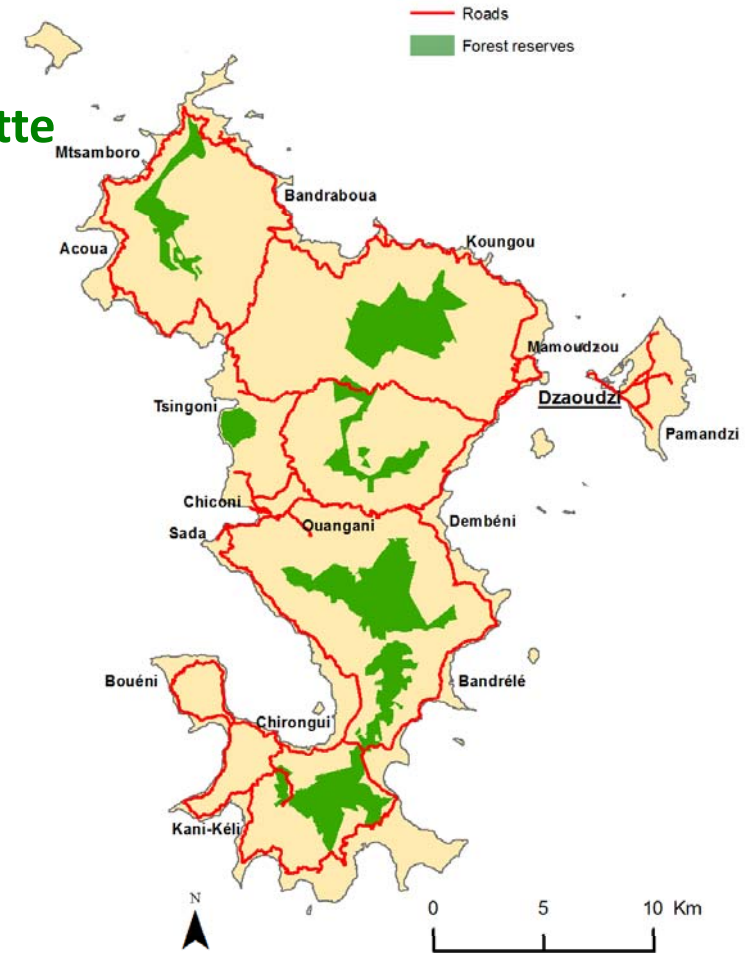 Roads
Forest reserves
tte
Mtsamboro
Bandraboua
Acoua
Koungou
Mamoudzou
Dzaoudzi
Tsingoni
Pamandzi
Chiconi
Sada
Ouangani
Dembéni
Bouéni
Bandrélé
Chirongui
Kani-Kéli
N
0 5 10 Km